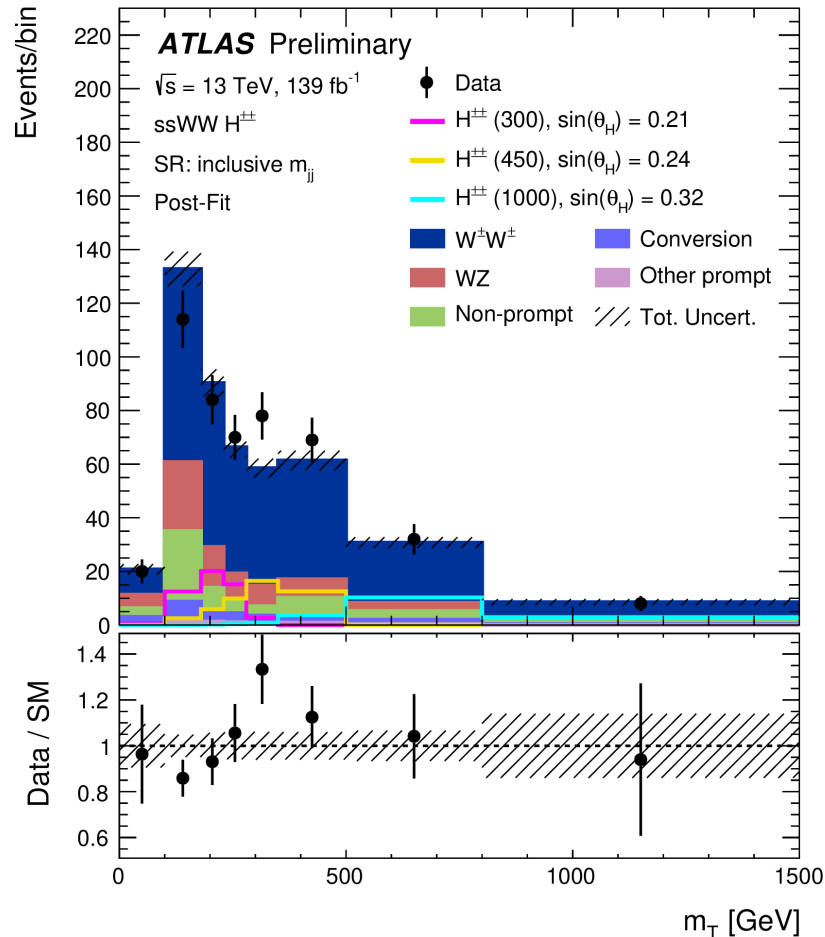 Events/bin
220
200
180
160
140
120
100
80
60
40
20
0
ATLAS Preliminary
√s = 13 TeV, 139 fb⁻¹
ssWW H±±
SR: inclusive m_jj
Post-Fit
Data
H±± (300), sin(θ_H) = 0.21
H±± (450), sin(θ_H) = 0.24
H±± (1000), sin(θ_H) = 0.32
W±W±
WZ
Non-prompt
Conversion
Other prompt
Tot. Uncert.
Data / SM
1.4
1.2
1
0.8
0.6
0 500 1000 1500
m_T [GeV]